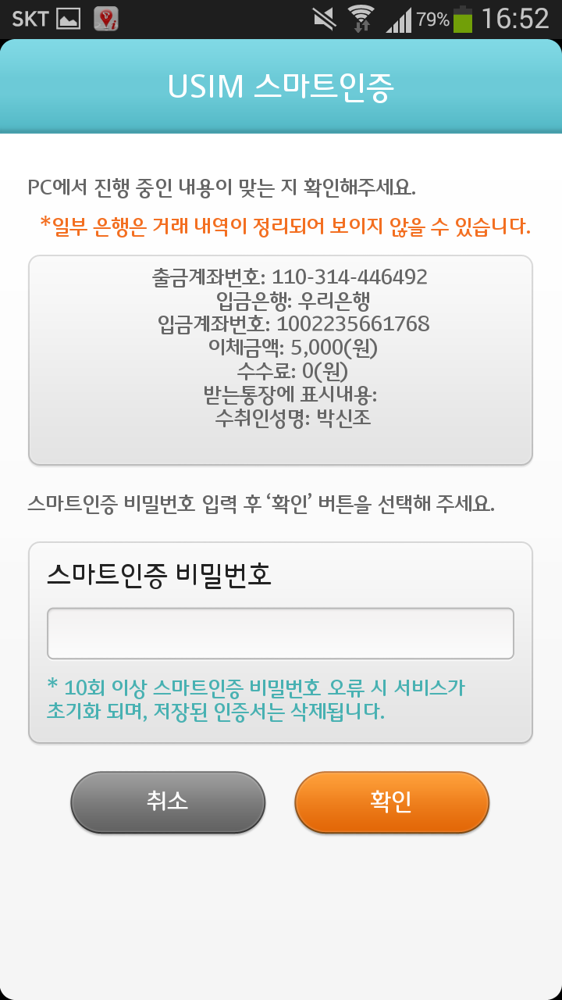 SKT 79% 16:52
USIM 스마트인증
PC에서 진행 중인 내용이 맞는 지 확인해주세요.
*일부 은행은 거래 내역이 정리되어 보이지 않을 수 있습니다.
출금계좌번호: 110-314-446492
입금은행: 우리은행
입금계좌번호: 1002235661768
이체금액: 5,000(원)
수수료: 0(원)
받는통장에 표시내용:
수취인성명: 박신조
스마트인증 비밀번호 입력 후 ‘확인’ 버튼을 선택해 주세요.
스마트인증 비밀번호
* 10회 이상 스마트인증 비밀번호 오류 시 서비스가
초기화 되며, 저장된 인증서는 삭제됩니다.
취소 확인